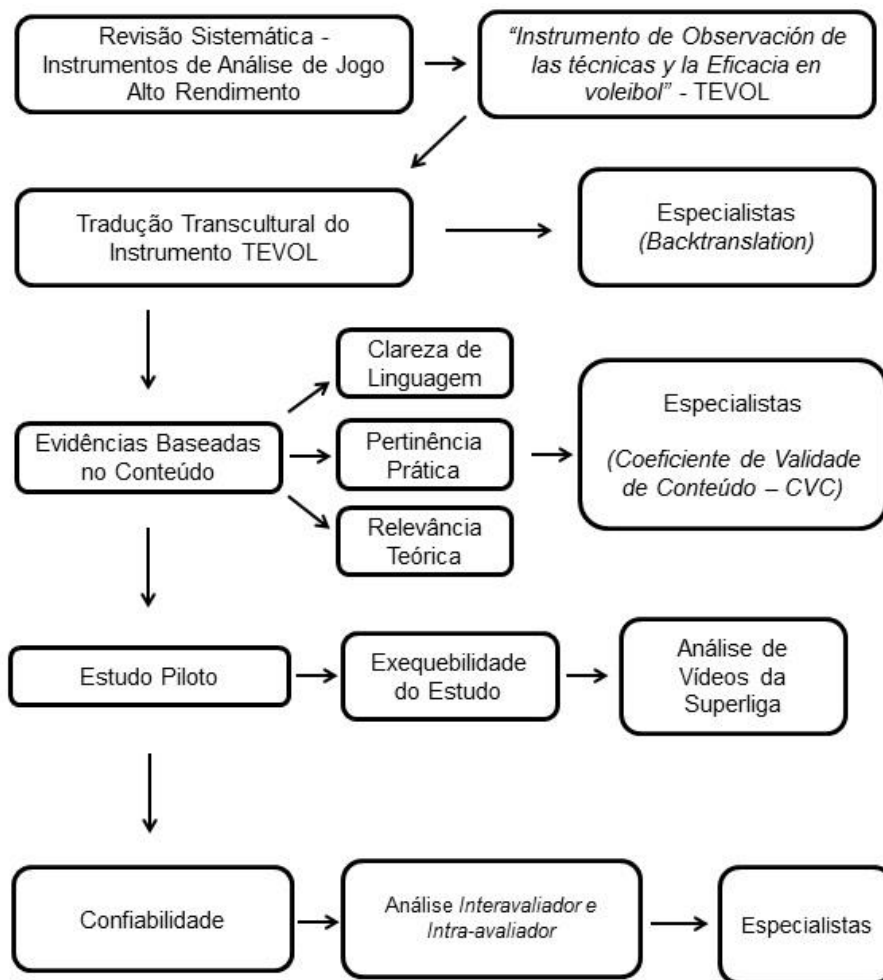 Revisão Sistemática -
Instrumentos de Análise de Jogo
Alto Rendimento
“Instrumento de Observación de
las técnicas y la Eficacia en
voleibol” - TEVOL
Tradução Transcultural do
Instrumento TEVOL
Especialistas
(Backtranslation)
Evidências Baseadas
no Conteúdo
Clareza de
Linguagem
Pertinência
Prática
Relevância
Teórica
Especialistas
(Coeficiente de Validade
de Conteúdo – CVC)
Estudo Piloto
Exequebilidade
do Estudo
Análise de
Vídeos da
Superliga
Confiabilidade
Análise Interavaliador e
Intra-avaliador
Especialistas